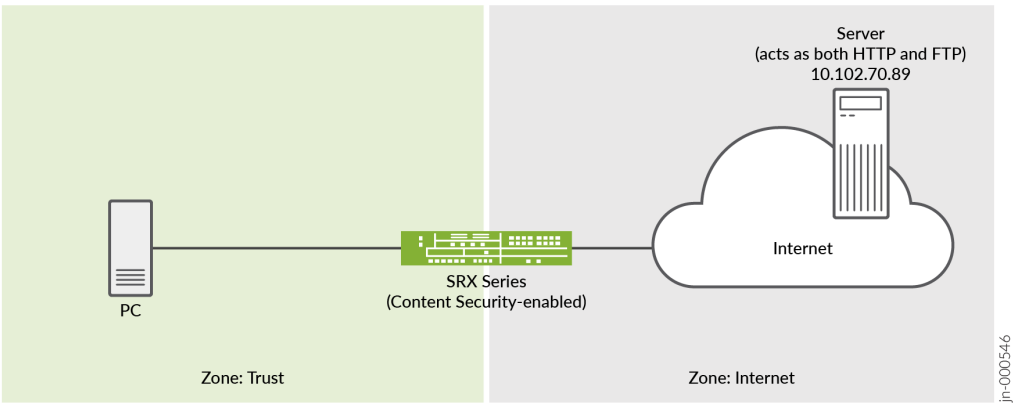 Server
(acts as both HTTP and FTP)
10.102.70.89
Internet
SRX Series
(Content Security-enabled)
PC
Zone: Trust
Zone: Internet
jn-000546